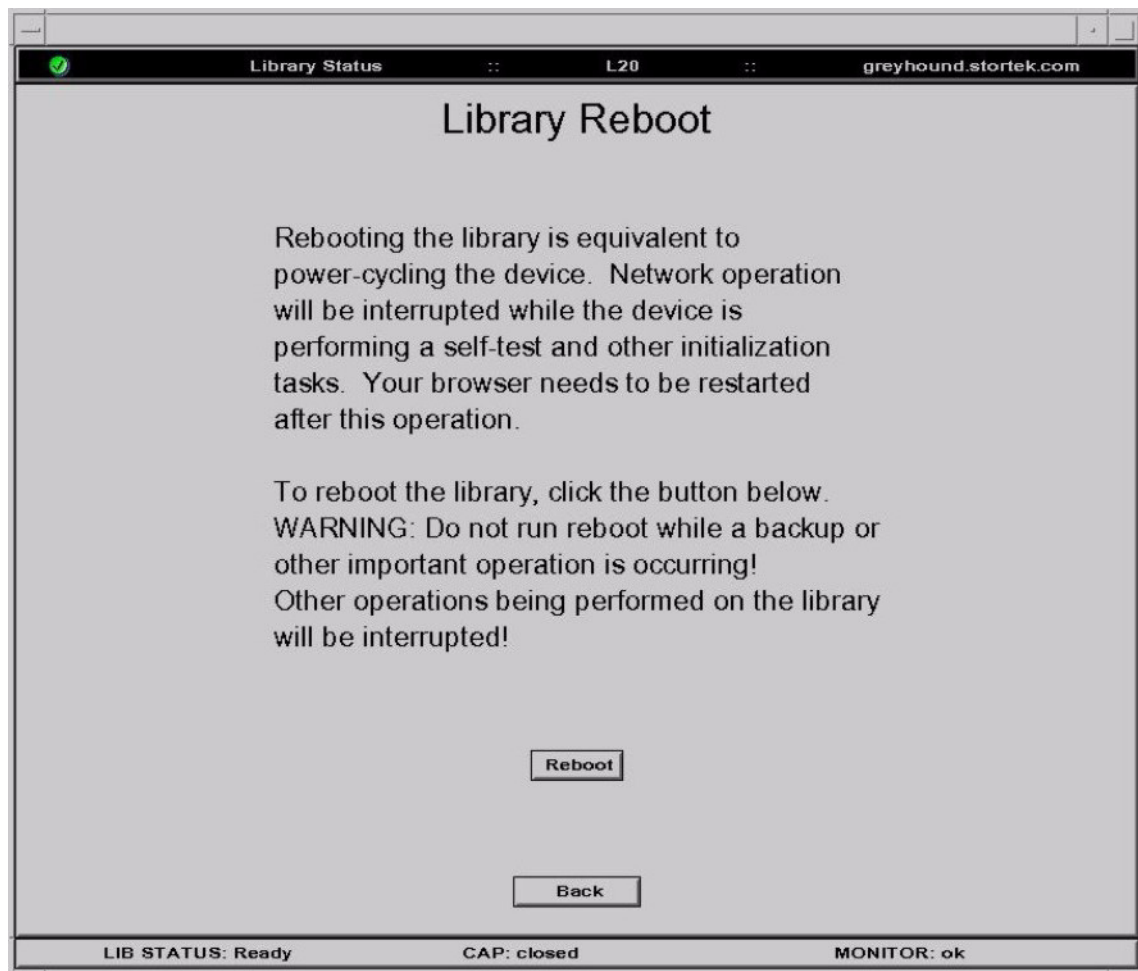 Library Status :: L20 :: greyhound.stortek.com
Library Reboot
Rebooting the library is equivalent to
power-cycling the device. Network operation
will be interrupted while the device is
performing a self-test and other initialization
tasks. Your browser needs to be restarted
after this operation.
To reboot the library, click the button below.
WARNING: Do not run reboot while a backup or
other important operation is occurring!
Other operations being performed on the library
will be interrupted!
Reboot
Back
LIB STATUS: Ready CAP: closed MONITOR: ok